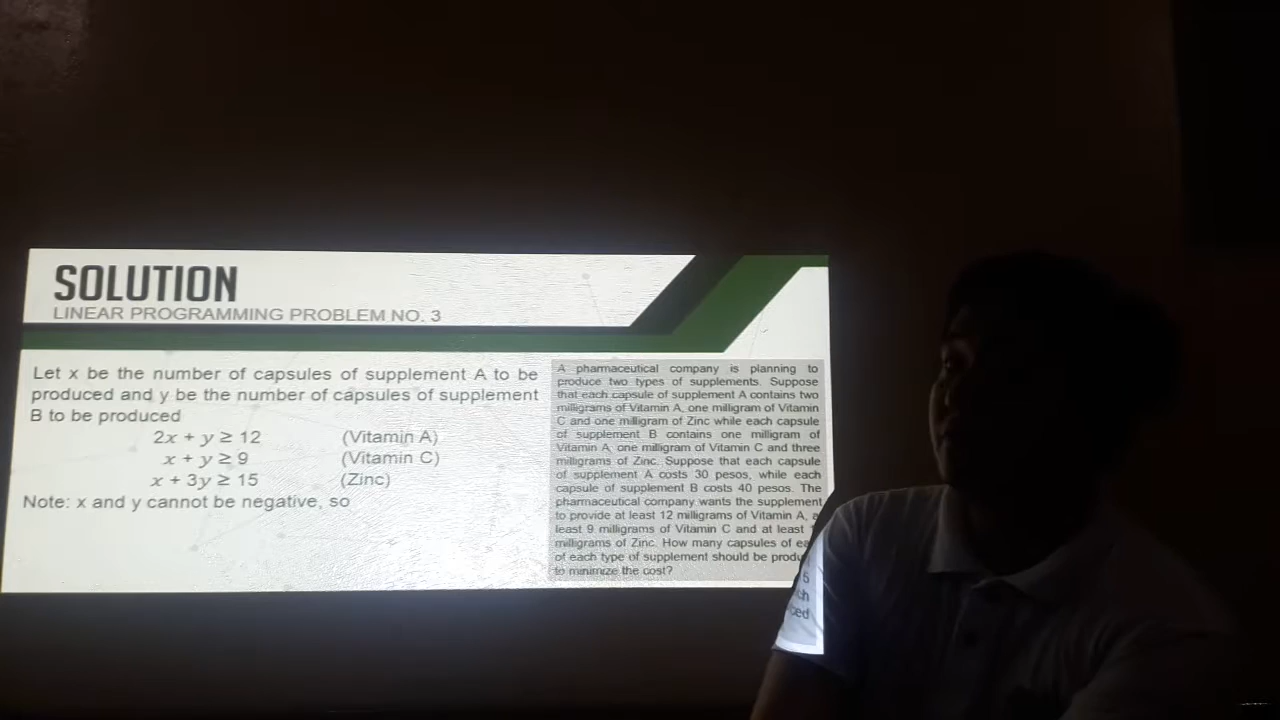 SOLUTION
LINEAR PROGRAMMING PROBLEM NO. 3
Let x be the number of capsules of supplement A to be
produced and y be the number of capsules of supplement
B to be produced
2x + y ≥ 12 (Vitamin A)
x + y ≥ 9 (Vitamin C)
x + 3y ≥ 15 (Zinc)
Note: x and y cannot be negative, so
A pharmaceutical company is planning to
produce two types of supplements. Suppose
that each capsule of supplement A contains two
milligrams of Vitamin A, one milligram of Vitamin
C and one milligram of Zinc while each capsule
of supplement B contains one milligram of
Vitamin A, one milligram of Vitamin C and three
milligrams of Zinc. Suppose that each capsule
of supplement A costs 30 pesos, while each
capsule of supplement B costs 40 pesos. The
pharmaceutical company wants the supplement
to provide at least 12 milligrams of Vitamin A, a
least 9 milligrams of Vitamin C and at least
milligrams of Zinc. How many capsules of ea
of each type of supplement should be produ
to minimize the cost?
5
ch
ced